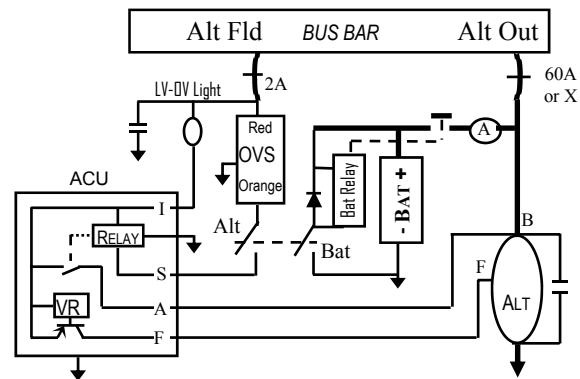 Alt Fld BUS BAR Alt Out
2A
60A
or X
LV-OV Light
Red
OVS
Orange
Bat Relay
- BAT +
A
ACU
I
RELAY
Alt
Bat
B
S
F
A
VR
F
ALT